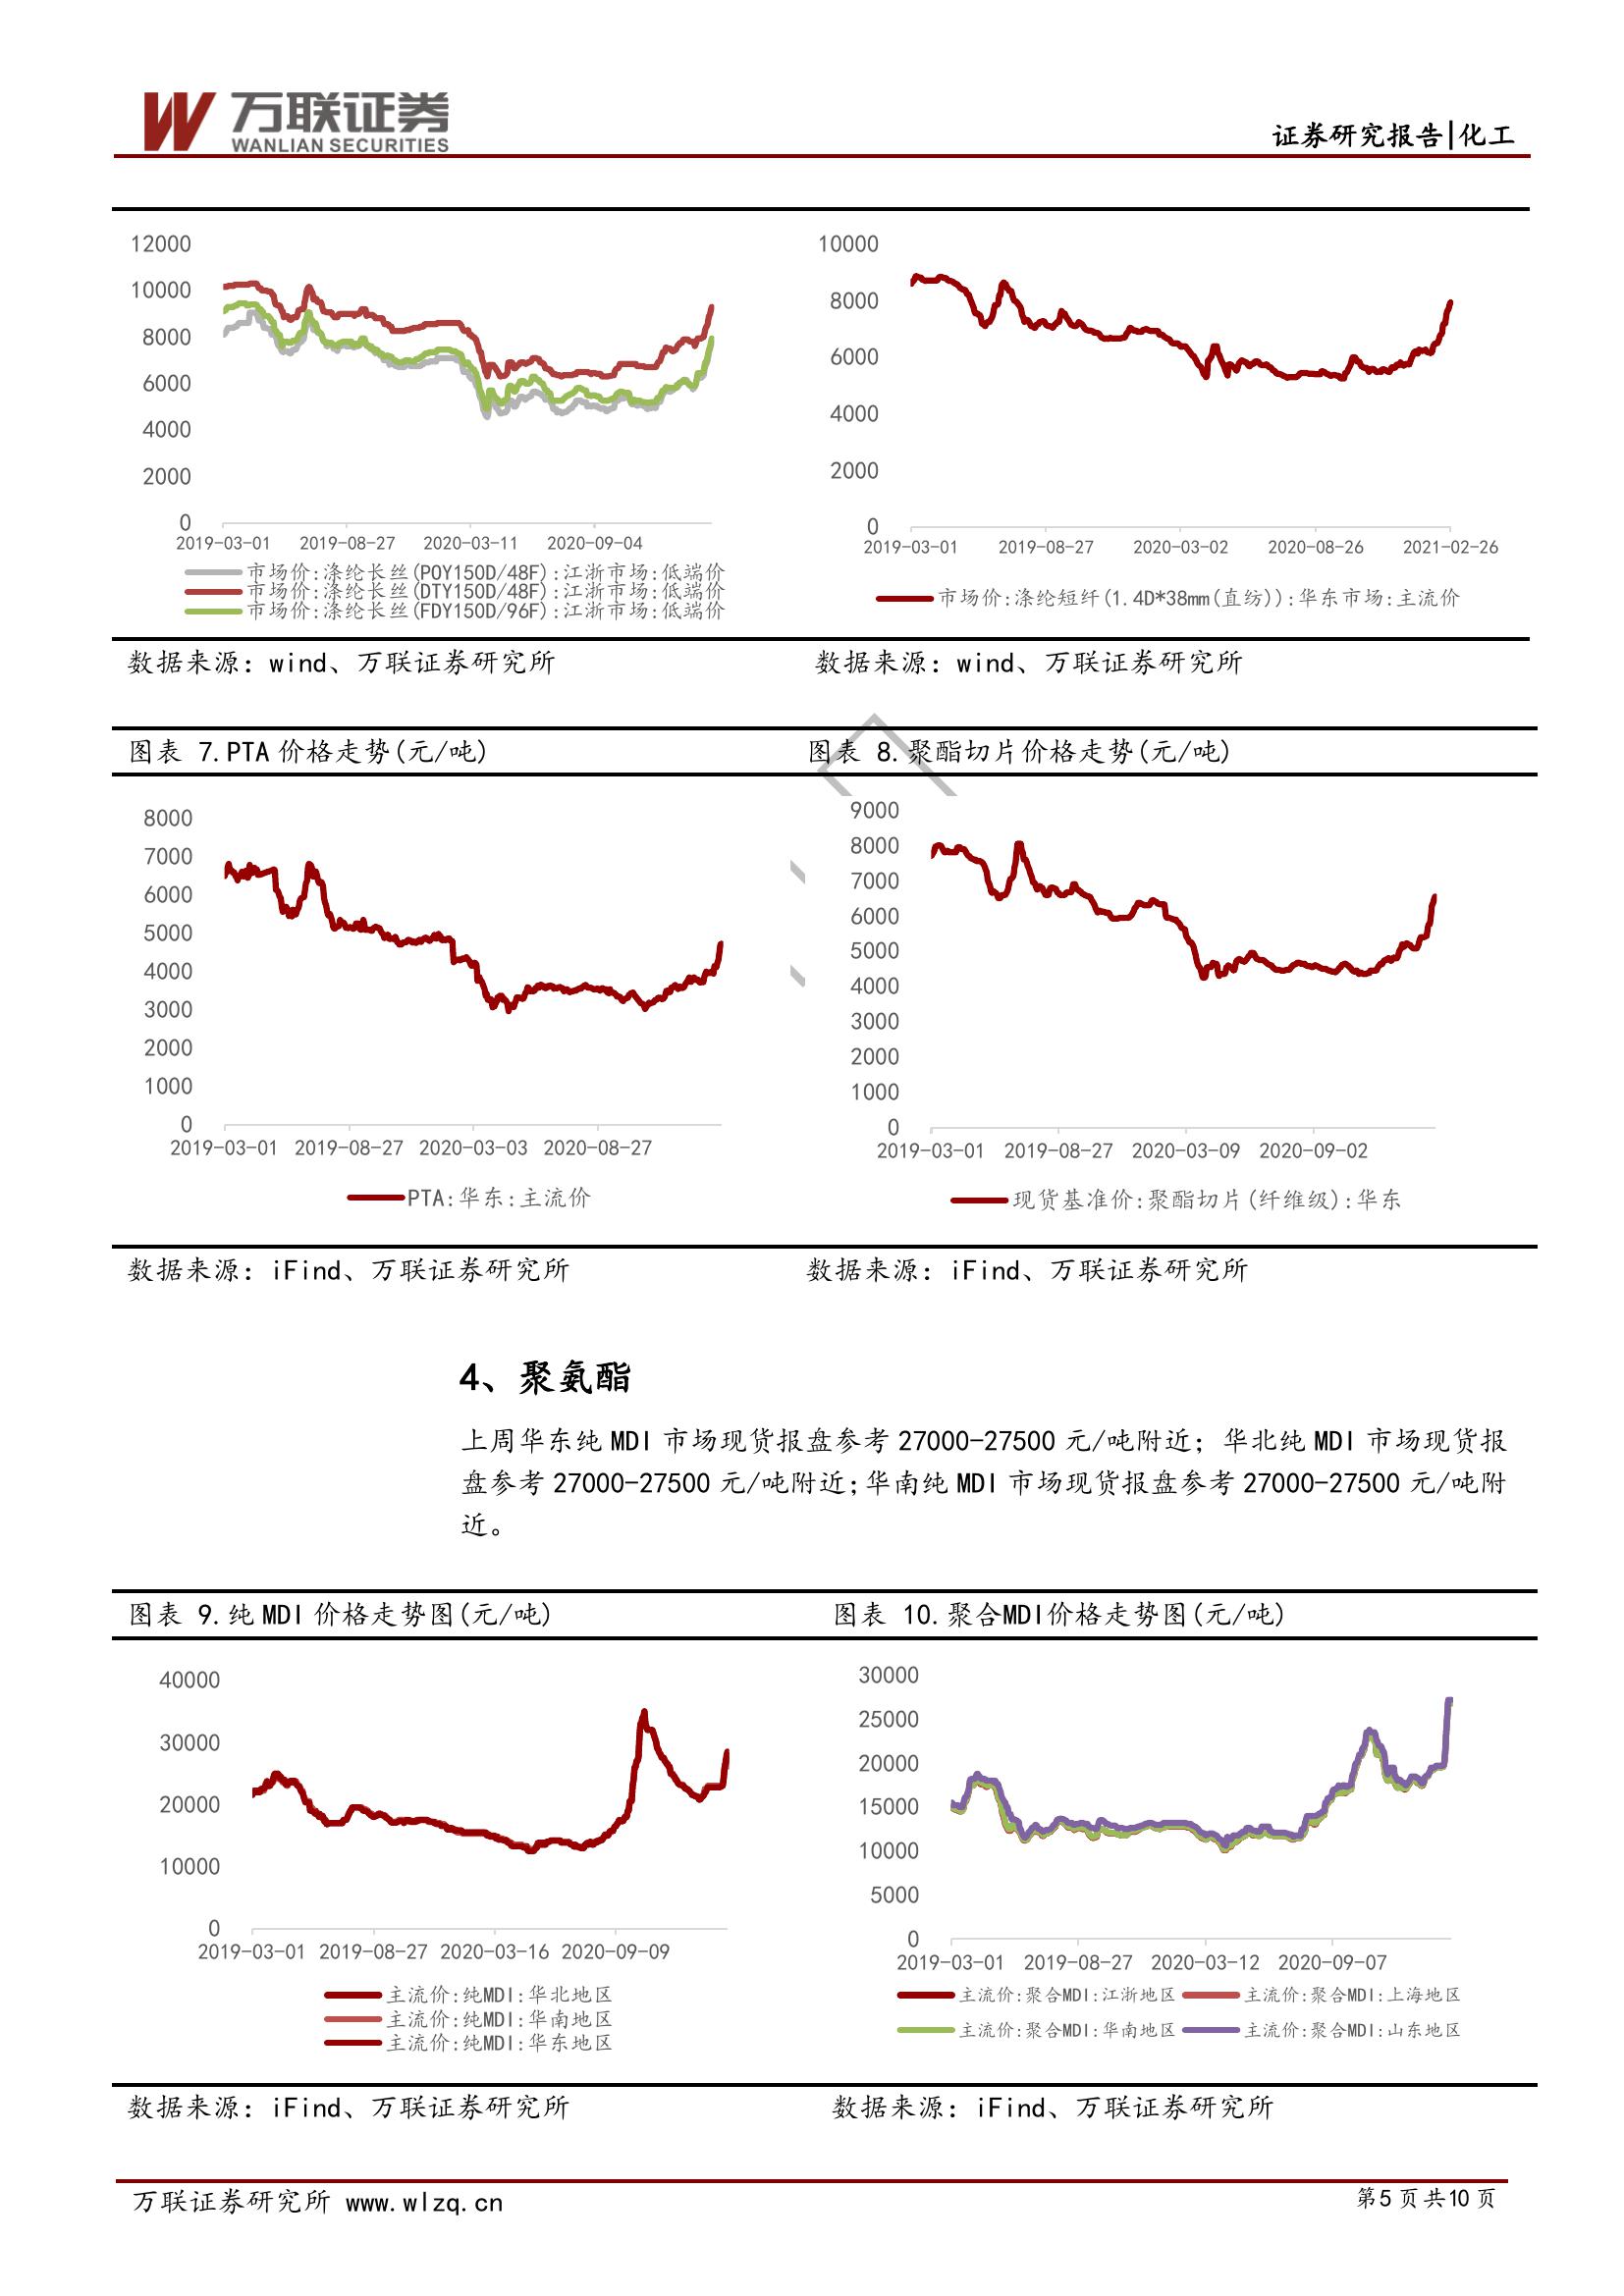 万联证券
WANLIAN SECURITIES
证券研究报告|化工
12000
10000
8000
6000
4000
2000
0
2019-03-01 2019-08-27 2020-03-11 2020-09-04
市场价:涤纶长丝(POY150D/48F):江浙市场:低端价
市场价:涤纶长丝(DTY150D/48F):江浙市场:低端价
市场价:涤纶长丝(FDY150D/96F):江浙市场:低端价
10000
8000
6000
4000
2000
0
2019-03-01 2019-08-27 2020-03-02 2020-08-26 2021-02-26
市场价:涤纶短纤(1.4D*38mm(直纺)):华东市场:主流价
数据来源：wind、万联证券研究所
数据来源：wind、万联证券研究所
图表 7.PTA 价格走势(元/吨)
图表 8.聚酯切片价格走势(元/吨)
8000
7000
6000
5000
4000
3000
2000
1000
0
2019-03-01 2019-08-27 2020-03-03 2020-08-27
PTA:华东:主流价
9000
8000
7000
6000
5000
4000
3000
2000
1000
0
2019-03-01 2019-08-27 2020-03-09 2020-09-02
现货基准价:聚酯切片(纤维级):华东
数据来源：iFind、万联证券研究所
数据来源：iFind、万联证券研究所
4、聚氨酯
上周华东纯 MDI 市场现货报盘参考 27000-27500 元/吨附近；华北纯 MDI 市场现货报
盘参考 27000-27500 元/吨附近；华南纯 MDI 市场现货报盘参考 27000-27500 元/吨附
近。
图表 9.纯 MDI 价格走势图(元/吨)
图表 10.聚合MDI价格走势图(元/吨)
40000
30000
20000
10000
0
2019-03-01 2019-08-27 2020-03-16 2020-09-09
主流价:纯MDI:华北地区
主流价:纯MDI:华南地区
主流价:纯MDI:华东地区
30000
25000
20000
15000
10000
5000
0
2019-03-01 2019-08-27 2020-03-12 2020-09-07
主流价:聚合MDI:江浙地区 主流价:聚合MDI:上海地区
主流价:聚合MDI:华南地区 主流价:聚合MDI:山东地区
数据来源：iFind、万联证券研究所
数据来源：iFind、万联证券研究所
万联证券研究所 www.wlzq.cn
第5 页共10 页